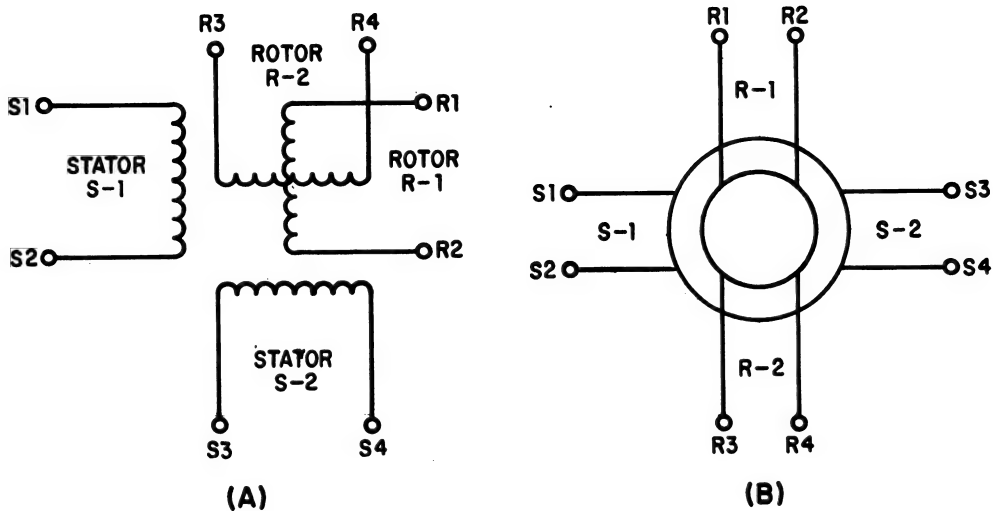 R3
R4
ROTOR
R-2
S1
R1
STATOR
S-1
ROTOR
R-1
S2
R2
STATOR
S-2
S3
S4
(A)
R1
R2
R-1
S1
S3
S-1
S-2
S2
S4
R-2
R3
R4
(B)